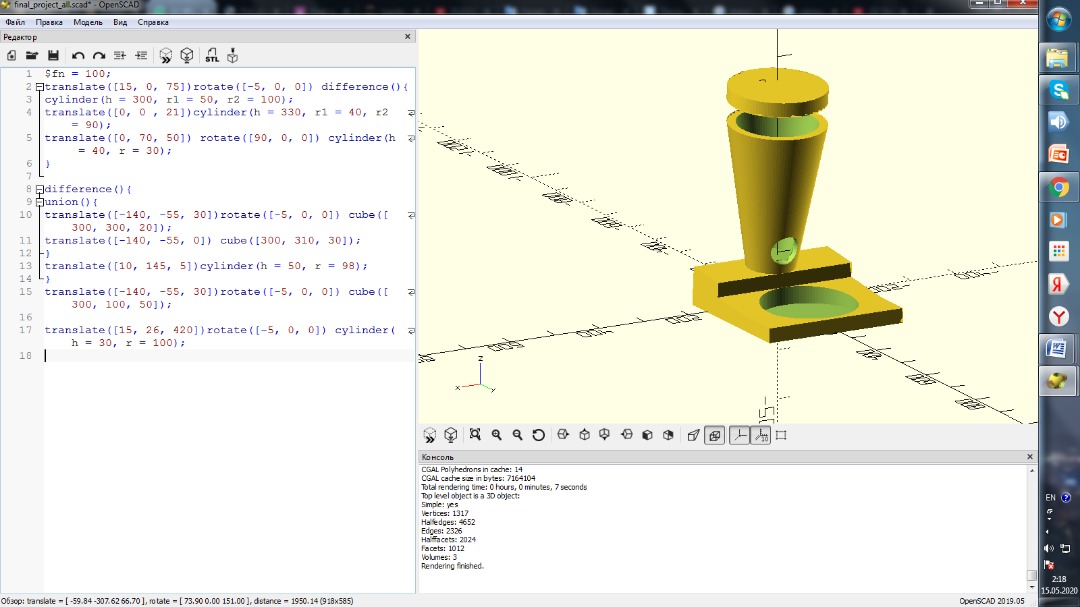 final_project_all.scad* - OpenSCAD
Файл Правка Модель Вид Справка
Редактор
STL
1 $fn = 100;
2 translate([15, 0, 75])rotate([-5, 0, 0]) difference(){
3 cylinder(h = 300, r1 = 50, r2 = 100);
4 translate([0, 0 , 21])cylinder(h = 330, r1 = 40, r2
= 90);
5 translate([0, 70, 50]) rotate([90, 0, 0]) cylinder(h
= 40, r = 30);
6 }
7
8 difference(){
9 union(){
10 translate([-140, -55, 30])rotate([-5, 0, 0]) cube([
300, 300, 20]);
11 translate([-140, -55, 0]) cube([300, 310, 30]);
12 }
13 translate([10, 145, 5])cylinder(h = 50, r = 98);
14 }
15 translate([-140, -55, 30])rotate([-5, 0, 0]) cube([
300, 100, 50]);
16
17 translate([15, 26, 420])rotate([-5, 0, 0]) cylinder(
h = 30, r = 100);
18
z
x
y
Консоль
CGAL Polyhedrons in cache: 14
CGAL cache size in bytes: 7164104
Total rendering time: 0 hours, 0 minutes, 7 seconds
Top level object is a 3D object:
Simple: yes
Vertices: 1317
Halfedges: 4652
Edges: 2326
Halffacets: 2024
Facets: 1012
Volumes: 3
Rendering finished.
EN
2:18
15.05.2020
Обзор: translate = [ -59.84 -307.62 66.70 ], rotate = [ 73.90 0.00 151.00 ], distance = 1950.14 (918x585)
OpenSCAD 2019.05